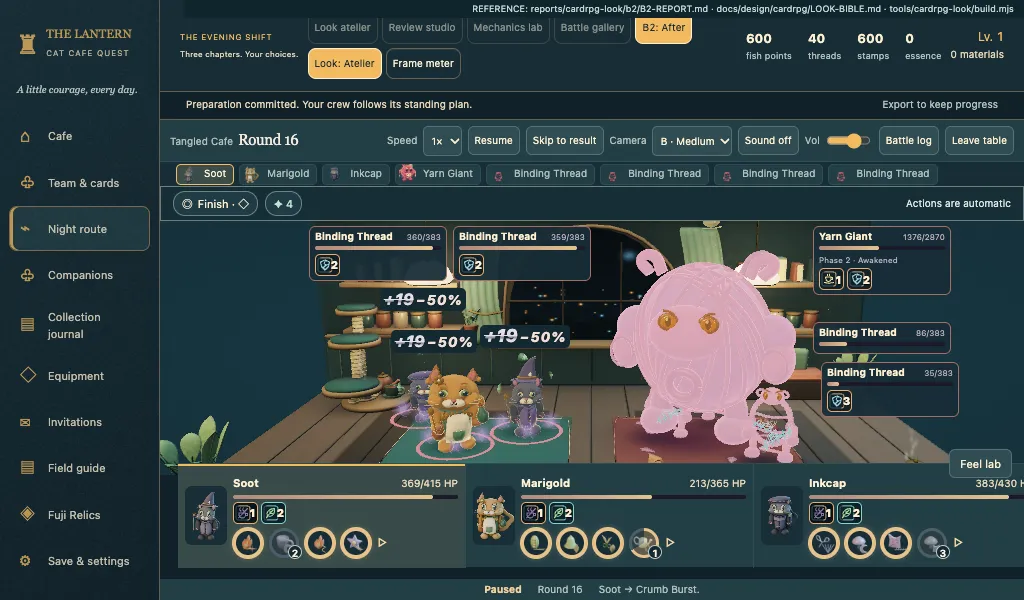 REFERENCE: reports/cardrpg-look/b2/B2-REPORT.md · docs/design/cardrpg/LOOK-BIBLE.md · tools/cardrpg-look/build.mjs
THE LANTERN
CAT CAFE QUEST
A little courage, every day.
Cafe
Team & cards
Night route
Companions
Collection
journal
Equipment
Invitations
Field guide
Fuji Relics
Save & settings
THE EVENING SHIFT
Three chapters. Your choices.
Look atelier
Review studio
Mechanics lab
Battle gallery
B2: After
Look: Atelier
Frame meter
600
fish points
40
threads
600
stamps
0
essence
Lv. 1
0 materials
Preparation committed. Your crew follows its standing plan.
Export to keep progress
Tangled Cafe Round 16
Speed
1x
Resume
Skip to result
Camera
B · Medium
Sound off
Vol
Battle log
Leave table
Soot
Marigold
Inkcap
Yarn Giant
Binding Thread
Binding Thread
Binding Thread
Binding Thread
Finish ·
4
Actions are automatic
Binding Thread 360/383
2
Binding Thread 359/383
2
Yarn Giant 1376/2870
Phase 2 · Awakened
1
2
+19 -50%
+19 -50%
+19 -50%
Binding Thread 86/383
Binding Thread 35/383
3
Feel lab
Soot 369/415 HP
1
2
2
Marigold 213/365 HP
1
2
1
Inkcap 383/430 H
1
2
3
Paused
Round 16
Soot → Crumb Burst.